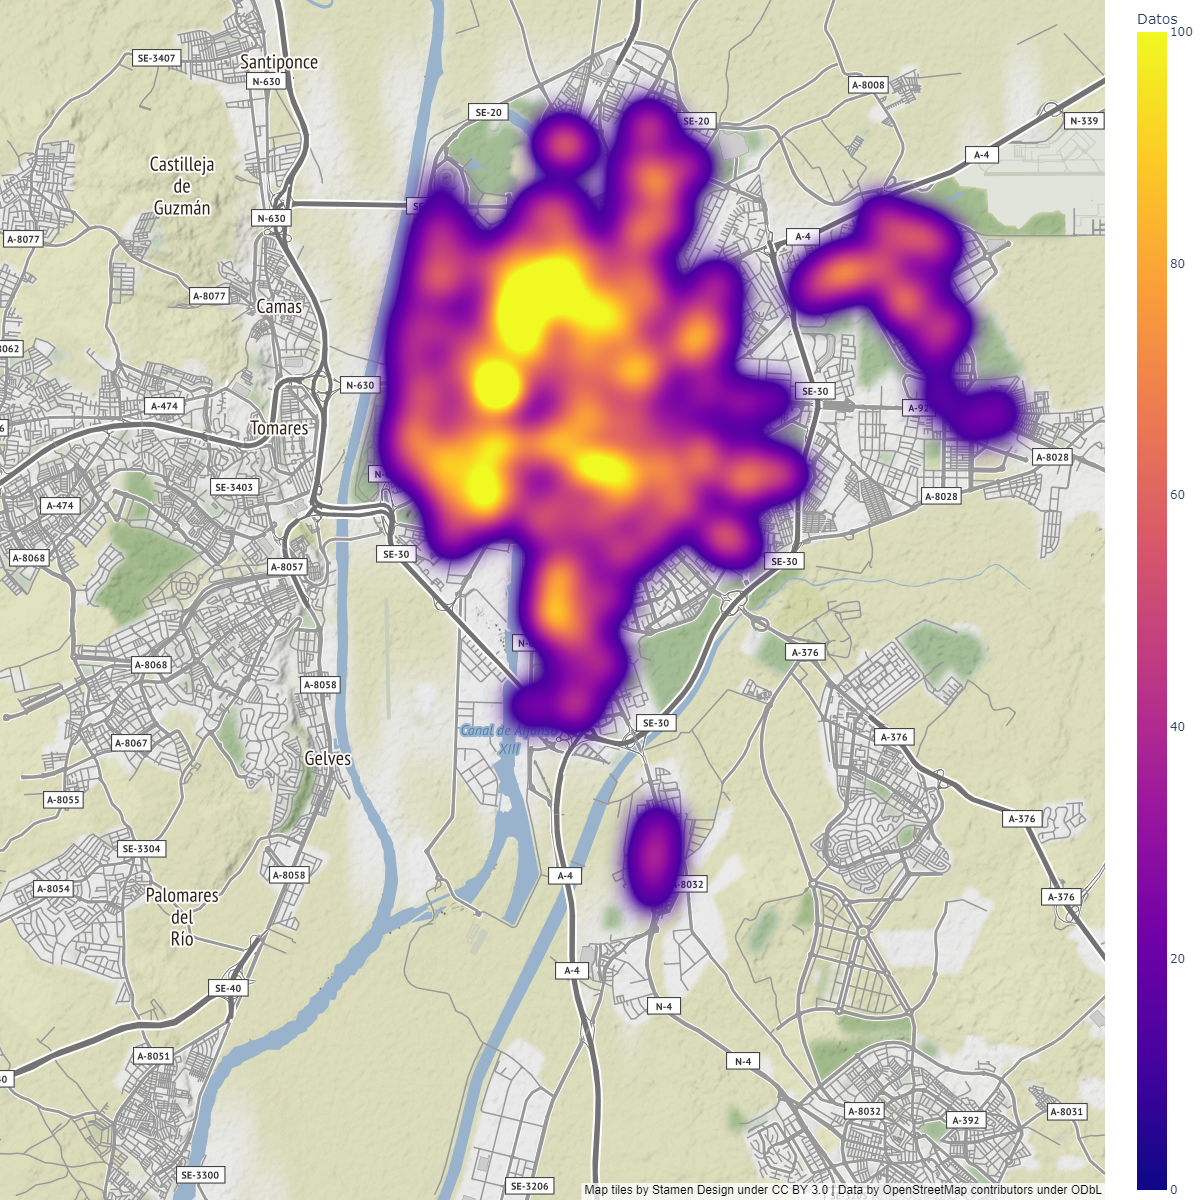 Datos
100
80
60
40
20
0
SE-3407
Santiponce
N-630
SE-20
SE-20
A-8008
N-339
A-4
Castilleja
de
Guzmán
N-630
A-8077
A-4
A-8077
Camas
8062
N-630
SE-30
A-474
A-92
Tomares
A-8028
SE-3403
A-474
A-8028
SE-30
A-8068
A-8057
SE-30
A-8068
A-376
A-8058
SE-30
Canal de Alfonso
XIII
A-376
A-8067
Gelves
A-8055
A-376
SE-3304
A-8058
A-4
A-8032
A-8054
A-376
Palomares
del
Río
A-4
SE-40
N-4
A-8051
N-4
A-8032
A-392
A-8031
SE-3300
SE-3206
Map tiles by Stamen Design under CC BY 3.0 | Data by OpenStreetMap contributors under ODbL